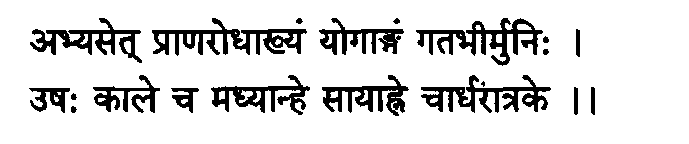 अभ्यसेत् प्राणरोधाख्यं योगाङ्गं गतभीर्मुनिः ।
उषः काले च मध्यान्हे सायाह्ने चार्धरात्रके ।।